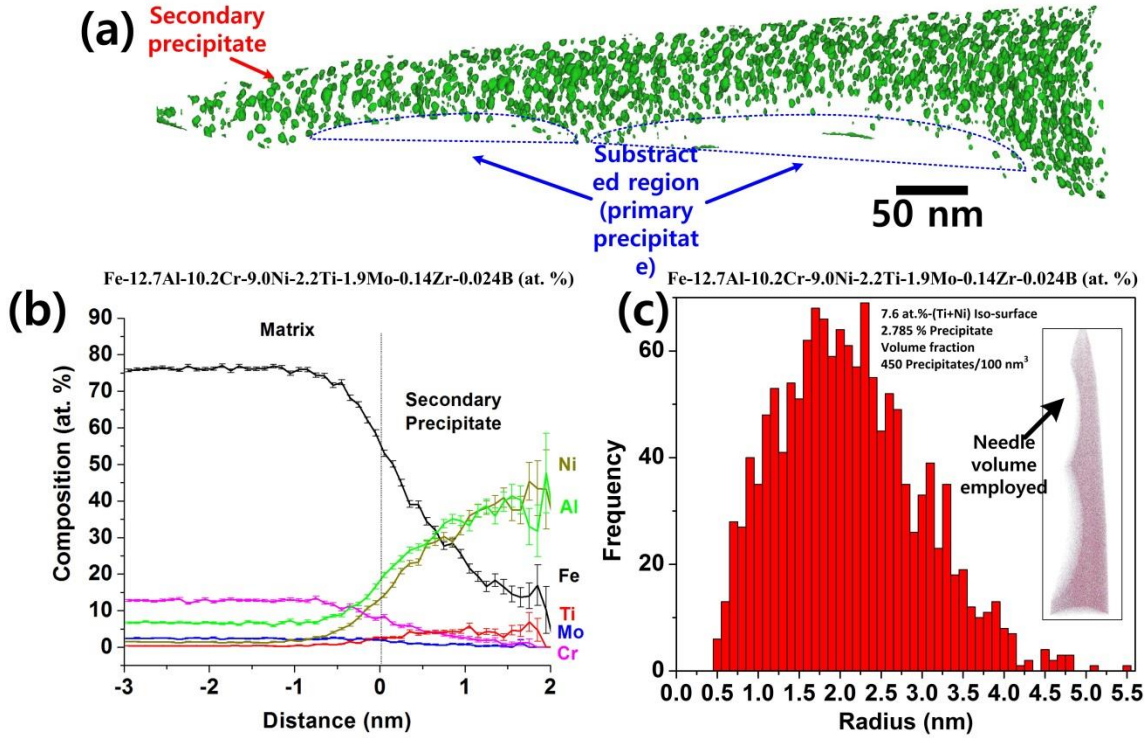 (a)
Secondary
precipitate
Substract
ed region
(primary
precipitat
e)
50 nm
Fe-12.7Al-10.2Cr-9.0Ni-2.2Ti-1.9Mo-0.14Zr-0.024B (at. %)
(b)
Composition (at. %)
90
80
70
60
50
40
30
20
10
0
Matrix
Secondary
Precipitate
Ni
Al
Fe
Ti
Mo
Cr
-3
-2
-1
0
1
2
Distance (nm)
Fe-12.7Al-10.2Cr-9.0Ni-2.2Ti-1.9Mo-0.14Zr-0.024B (at. %)
(c)
7.6 at.%-(Ti+Ni) Iso-surface
2.785 % Precipitate
Volume fraction
450 Precipitates/100 nm³
Needle
volume
employed
Frequency
60
40
20
0
0.0
0.5
1.0
1.5
2.0
2.5
3.0
3.5
4.0
4.5
5.0
5.5
Radius (nm)